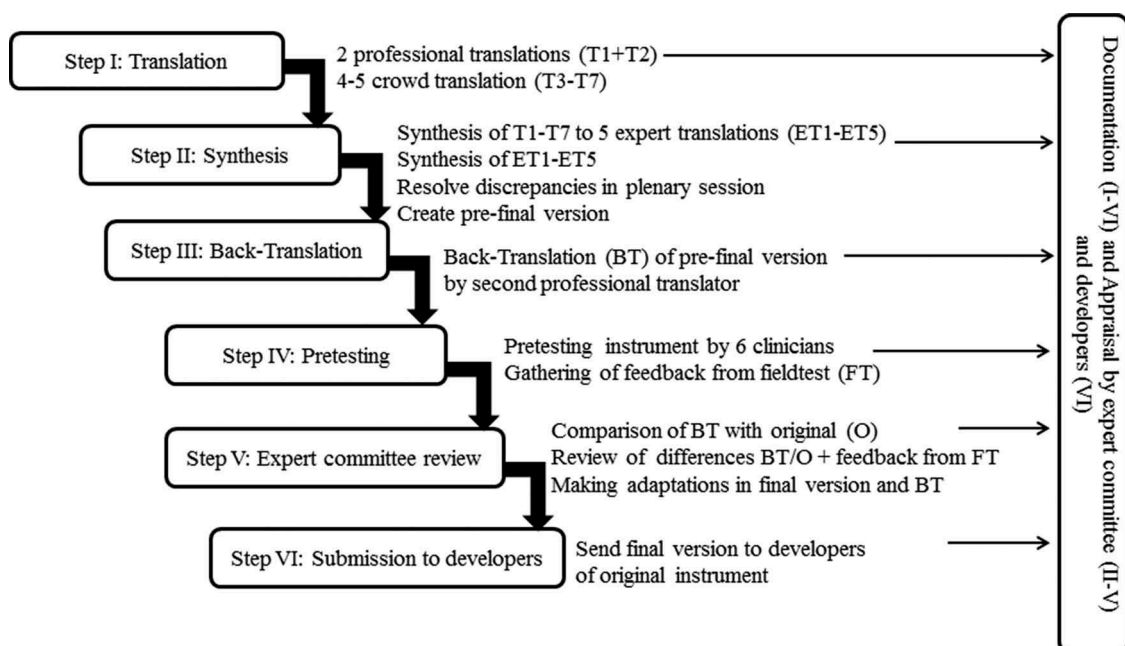 Step I: Translation
2 professional translations (T1+T2)
4-5 crowd translation (T3-T7)
Step II: Synthesis
Synthesis of T1-T7 to 5 expert translations (ET1-ET5)
Synthesis of ET1-ET5
Resolve discrepancies in plenary session
Create pre-final version
Step III: Back-Translation
Back-Translation (BT) of pre-final version
by second professional translator
Step IV: Pretesting
Pretesting instrument by 6 clinicians
Gathering of feedback from fieldtest (FT)
Step V: Expert committee review
Comparison of BT with original (O)
Review of differences BT/O + feedback from FT
Making adaptations in final version and BT
Step VI: Submission to developers
Send final version to developers
of original instrument
Documentation (I-VI) and Appraisal by expert committee (II-V)
and developers (VI)